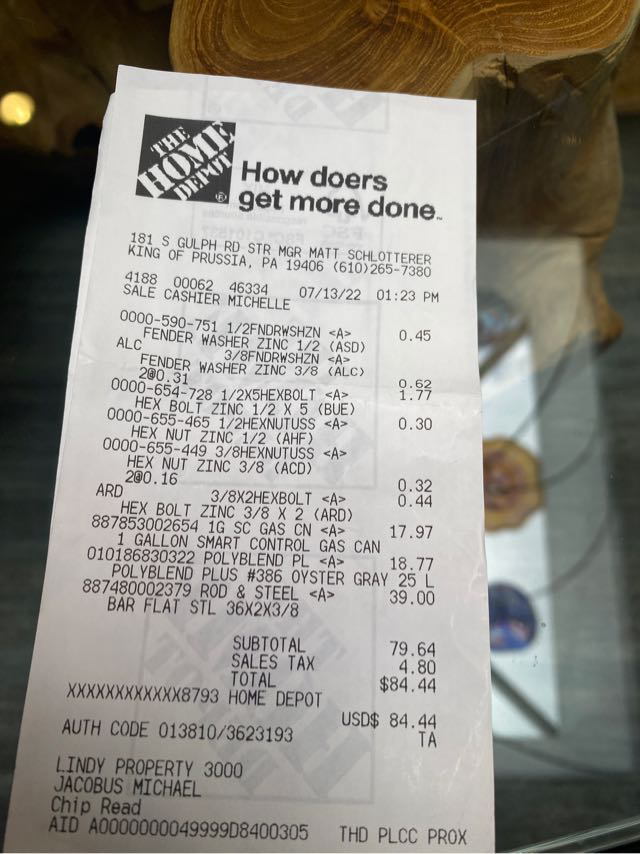 THE
HOME
DEPOT
How doers
get more done.™
181 S GULPH RD STR MGR MATT SCHLOTTERER
KING OF PRUSSIA, PA 19406 (610)265-7380
4188 00062 46334 07/13/22 01:23 PM
SALE CASHIER MICHELLE
0000-590-751 1/2FNDRWSHZN <A> 0.45
FENDER WASHER ZINC 1/2 (ASD)
ALC 3/8FNDRWSHZN <A>
FENDER WASHER ZINC 3/8 (ALC)
2@0.31 0.62
0000-654-728 1/2X5HEXBOLT <A> 1.77
HEX BOLT ZINC 1/2 X 5 (BUE)
0000-655-465 1/2HEXNUTUSS <A> 0.30
HEX NUT ZINC 1/2 (AHF)
0000-655-449 3/8HEXNUTUSS <A>
HEX NUT ZINC 3/8 (ACD)
2@0.16 0.32
ARD 3/8X2HEXBOLT <A> 0.44
HEX BOLT ZINC 3/8 X 2 (ARD)
887853002654 1G SC GAS CN <A> 17.97
1 GALLON SMART CONTROL GAS CAN
010186830322 POLYBLEND PL <A> 18.77
POLYBLEND PLUS #386 OYSTER GRAY 25 L
887480002379 ROD & STEEL <A> 39.00
BAR FLAT STL 36X2X3/8
SUBTOTAL 79.64
SALES TAX 4.80
TOTAL $84.44
XXXXXXXXXXXX8793 HOME DEPOT
USD$ 84.44
AUTH CODE 013810/3623193 TA
LINDY PROPERTY 3000
JACOBUS MICHAEL
Chip Read
AID A0000000049999D8400305 THD PLCC PROX